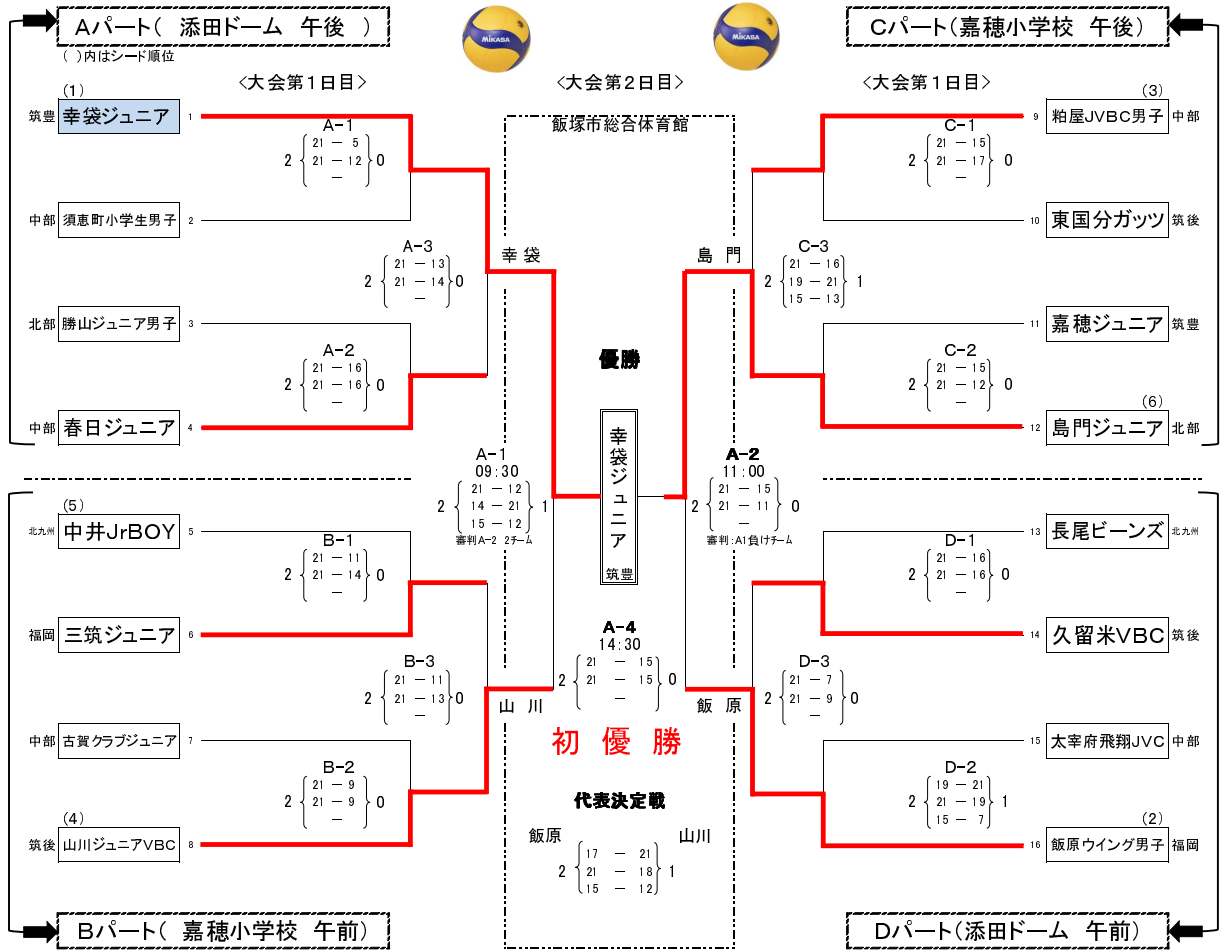 Aパート( 添田ドーム 午後 )
MIKASA
MIKASA
Cパート(嘉穂小学校 午後)
( )内はシード順位
<大会第1日目>
<大会第2日目>
<大会第1日目>
飯塚市総合体育館
(1)
筑豊 幸袋ジュニア 1
A-1
2 21 - 5 0
21 - 12
-
中部 須恵町小学生男子 2
A-3
2 21 - 13 0
21 - 14
-
幸袋
北部 勝山ジュニア男子 3
A-2
2 21 - 16 0
21 - 16
-
中部 春日ジュニア 4
(3)
9 粕屋JVBC男子 中部
C-1
2 21 - 15 0
21 - 17
-
10 東国分ガッツ 筑後
島門
C-3
2 21 - 16 1
19 - 21
15 - 13
11 嘉穂ジュニア 筑豊
C-2
2 21 - 15 0
21 - 12
-
(6)
12 島門ジュニア 北部
優勝
幸袋ジュニア
筑豊
A-1
09:30
2 21 - 12 1
14 - 21
15 - 12
審判A-2 2チーム
A-2
11:00
2 21 - 15 0
21 - 11
-
審判:A1負けチーム
(5)
北九州 中井JrBOY 5
B-1
2 21 - 11 0
21 - 14
-
福岡 三筑ジュニア 6
B-3
2 21 - 11 0
21 - 13
-
山川
中部 古賀クラブジュニア 7
B-2
2 21 - 9 0
21 - 9
-
(4)
筑後 山川ジュニアVBC 8
A-4
14:30
2 21 - 15 0
21 - 15
-
初優勝
代表決定戦
飯原 山川
2 17 - 21 1
21 - 18
15 - 12
13 長尾ビーンズ 北九州
D-1
2 21 - 16 0
21 - 16
-
14 久留米VBC 筑後
飯原
D-3
2 21 - 7 0
21 - 9
-
15 太宰府飛翔JVC 中部
D-2
2 19 - 21 1
21 - 19
15 - 7
(2)
16 飯原ウイング男子 福岡
Bパート( 嘉穂小学校 午前)
Dパート(添田ドーム 午前)